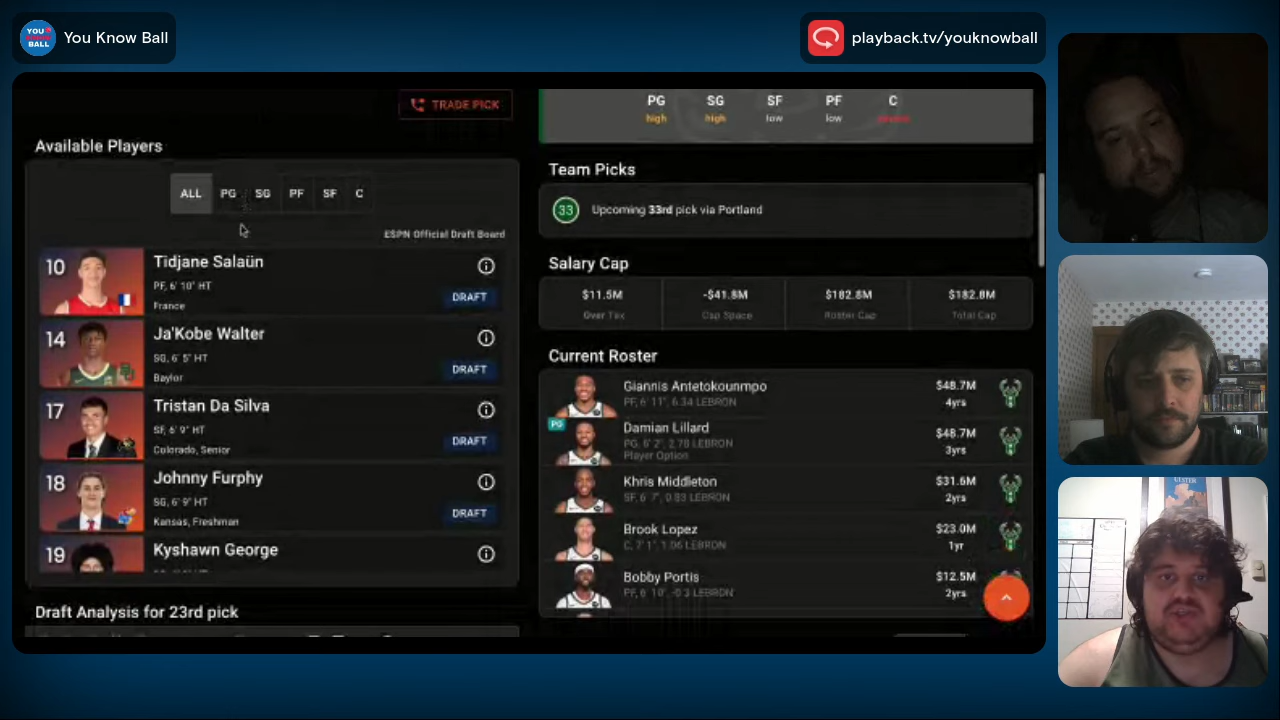 YOU KNOW BALL
You Know Ball
playback.tv/youknowball
TRADE PICK
Available Players
ALL PG SG PF SF C
ESPN Official Draft Board
10
Tidjane Salaün
PF, 6' 10" HT
France
DRAFT
14
Ja'Kobe Walter
SG, 6' 5" HT
Baylor
DRAFT
17
Tristan Da Silva
SF, 6' 9" HT
Colorado, Senior
DRAFT
18
Johnny Furphy
SG, 6' 9" HT
Kansas, Freshman
DRAFT
19
Kyshawn George
Draft Analysis for 23rd pick
PG SG SF PF C
high high low low
Team Picks
33 Upcoming 33rd pick via Portland
Salary Cap
$11.5M -$41.8M $182.8M $182.8M
Over Tax Cap Space Roster Cap Total Cap
Current Roster
Giannis Antetokounmpo $48.7M
PF, 6' 11", 6.34 LEBRON 4yrs
PG
Damian Lillard $48.7M
PG, 6' 2", 2.78 LEBRON 3yrs
Player Option
Khris Middleton $31.6M
SF, 6' 7", 0.83 LEBRON 2yrs
Brook Lopez $23.0M
C, 7' 1", 1.06 LEBRON 1yr
Bobby Portis $12.5M
PF, 6' 10", -0.3 LEBRON 2yrs
ULSTER